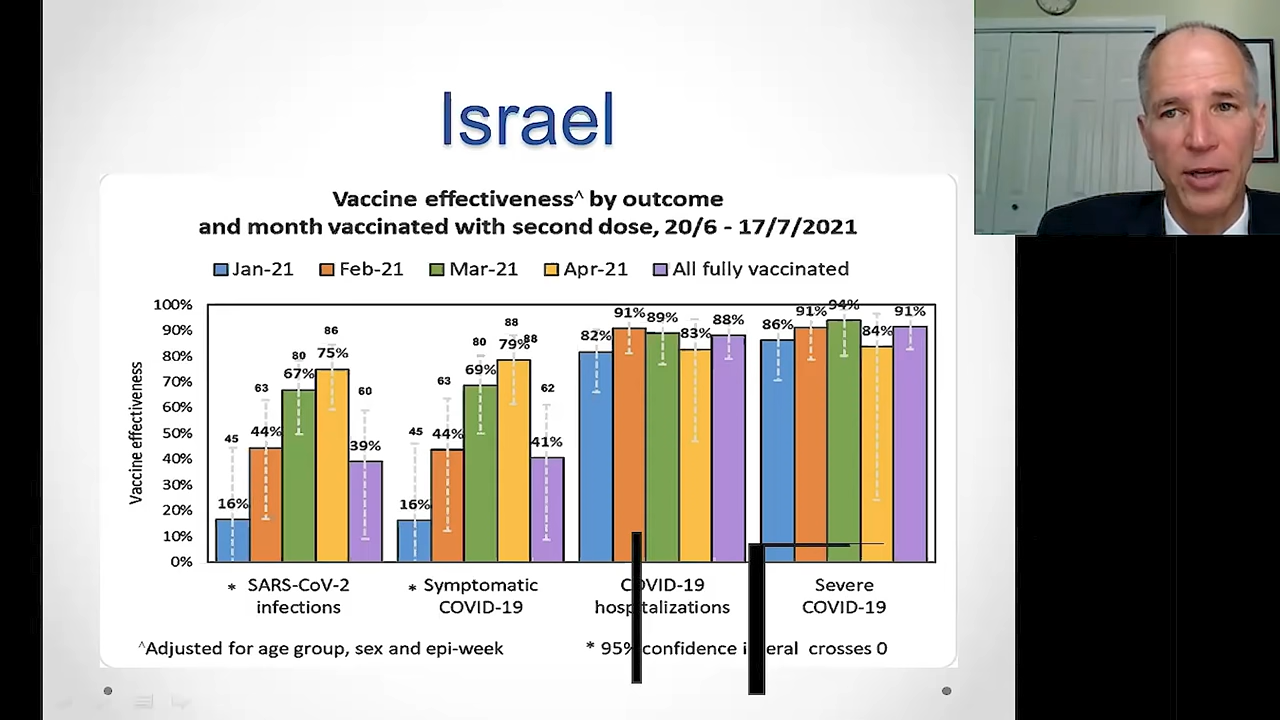 Israel
Vaccine effectiveness^ by outcome
and month vaccinated with second dose, 20/6 - 17/7/2021
Jan-21 Feb-21 Mar-21 Apr-21 All fully vaccinated
Vaccine effectiveness
100%
90%
80%
70%
60%
50%
40%
30%
20%
10%
0%
45 63 80 86 60
16% 44% 67% 75% 39%
45 63 80 88 88 62
16% 44% 69% 79% 41%
82% 91% 89% 83% 88%
86% 91% 94% 84% 91%
* SARS-CoV-2
infections
* Symptomatic
COVID-19
COVID-19
hospitalizations
Severe
COVID-19
^Adjusted for age group, sex and epi-week
* 95% confidence i eral crosses 0